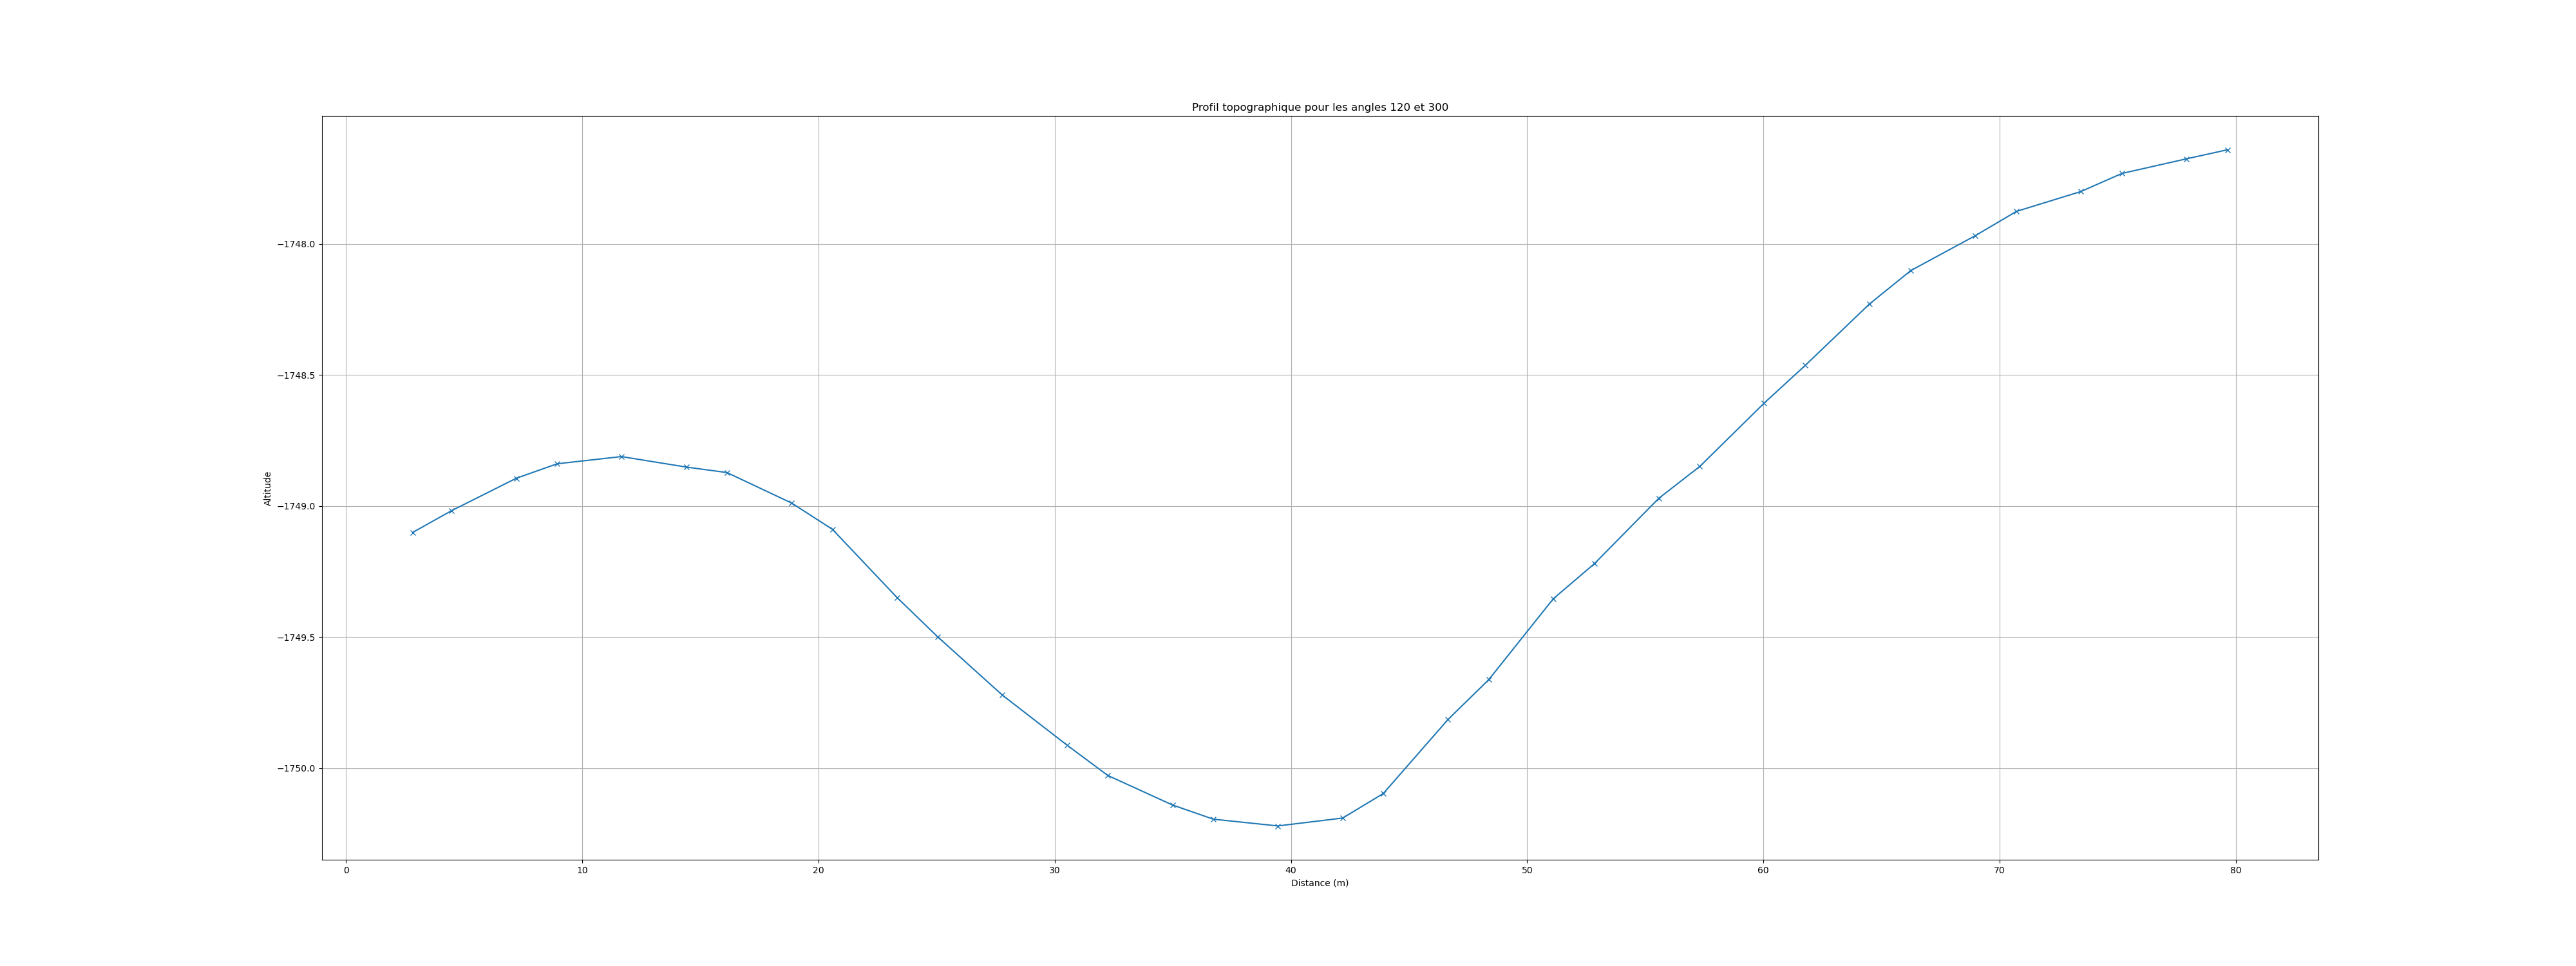 Profil topographique pour les angles 120 et 300
Altitude
−1748.0
−1748.5
−1749.0
−1749.5
−1750.0
0 10 20 30 40 50 60 70 80
Distance (m)